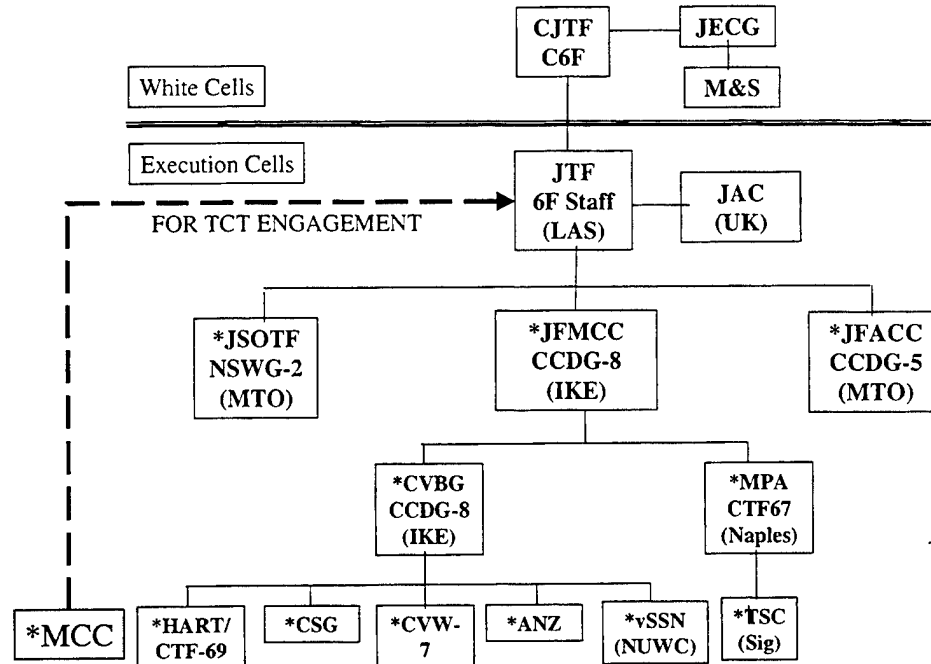 CJTF
C6F
JECG
M&S
White Cells
Execution Cells
JTF
6F Staff
(LAS)
JAC
(UK)
FOR TCT ENGAGEMENT
*JSOTF
NSWG-2
(MTO)
*JFMCC
CCDG-8
(IKE)
*JFACC
CCDG-5
(MTO)
*CVBG
CCDG-8
(IKE)
*MPA
CTF67
(Naples)
*MCC
*HART/
CTF-69
*CSG
*CVW-
7
*ANZ
*vSSN
(NUWC)
*TSC
(Sig)